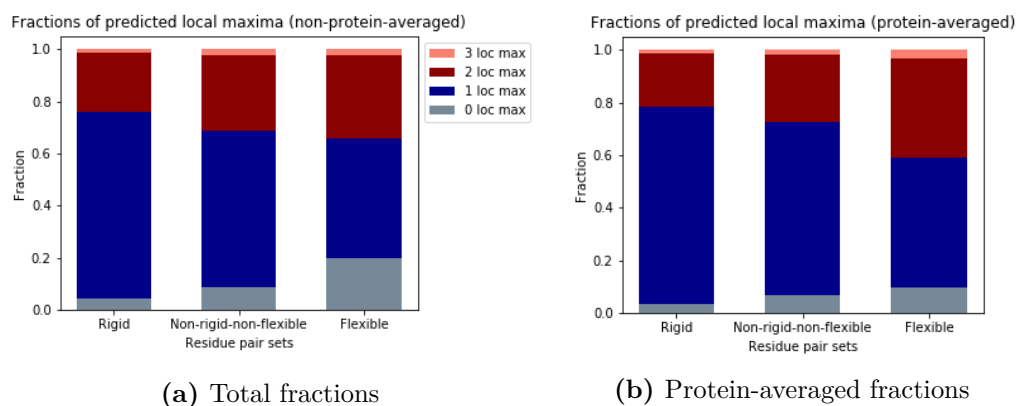 Fractions of predicted local maxima (non-protein-averaged)
1.0
0.8
0.6
0.4
0.2
0.0
Fraction
Rigid
Non-rigid-non-flexible
Flexible
Residue pair sets
3 loc max
2 loc max
1 loc max
0 loc max
(a) Total fractions
Fractions of predicted local maxima (protein-averaged)
1.0
0.8
0.6
0.4
0.2
0.0
Fraction
Rigid
Non-rigid-non-flexible
Flexible
Residue pair sets
(b) Protein-averaged fractions